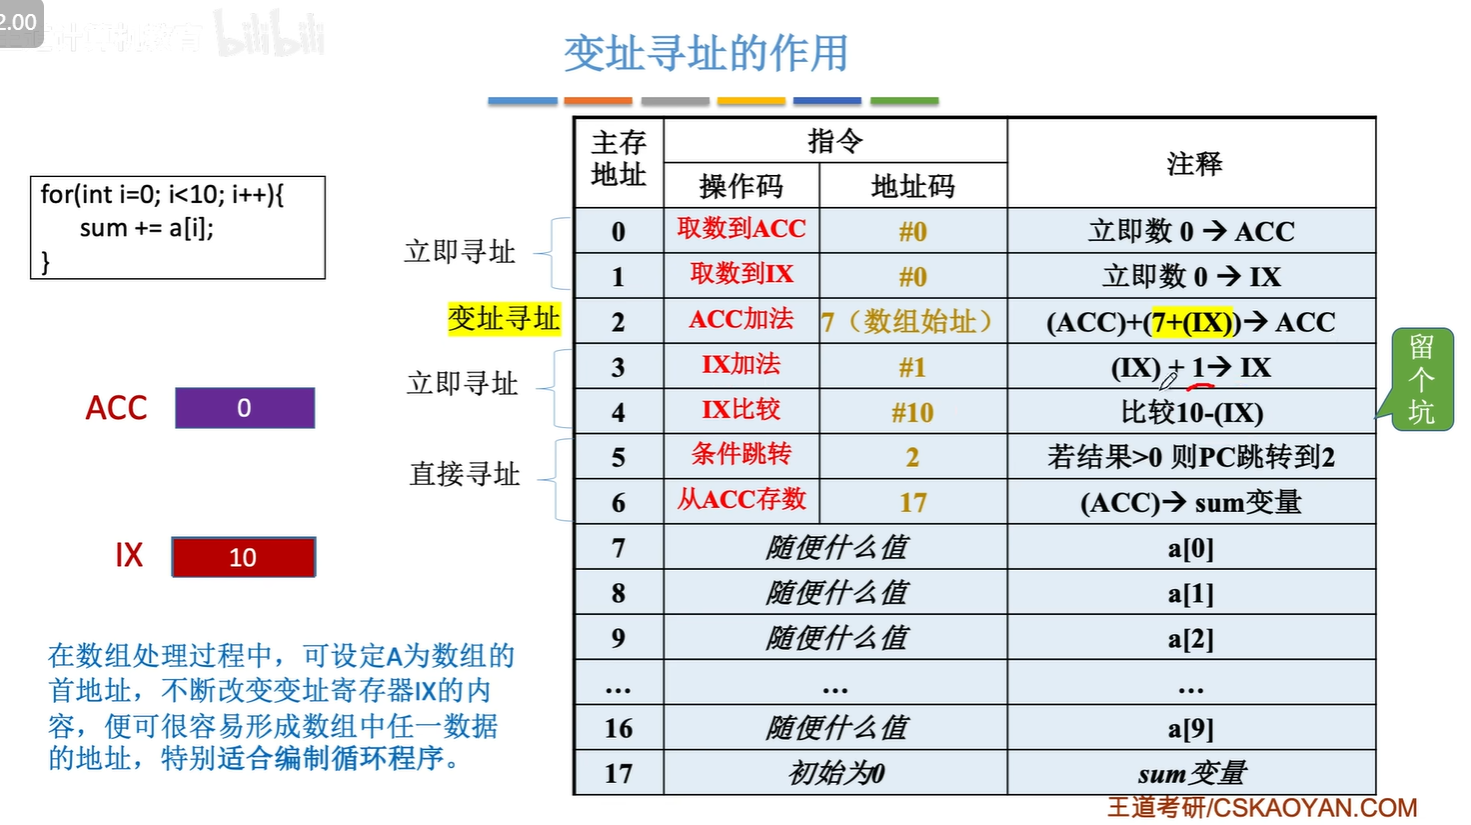 2.00
计算机教育 bilibili
变址寻址的作用
for(int i=0; i<10; i++){
sum += a[i];
}
ACC 0
IX 10
在数组处理过程中，可设定A为数组的
首地址，不断改变变址寄存器IX的内
容，便可很容易形成数组中任一数据
的地址，特别适合编制循环程序。
立即寻址
变址寻址
立即寻址
直接寻址
主存地址 指令 注释
操作码 地址码
0 取数到ACC #0 立即数 0 → ACC
1 取数到IX #0 立即数 0 → IX
2 ACC加法 7（数组始址） (ACC)+(7+(IX))→ ACC
3 IX加法 #1 (IX) + 1→ IX
4 IX比较 #10 比较10-(IX)
5 条件跳转 2 若结果>0 则PC跳转到2
6 从ACC存数 17 (ACC)→ sum变量
7 随便什么值 a[0]
8 随便什么值 a[1]
9 随便什么值 a[2]
... ... ...
16 随便什么值 a[9]
17 初始为0 sum变量
留个坑
王道考研/CSKAOYAN.COM